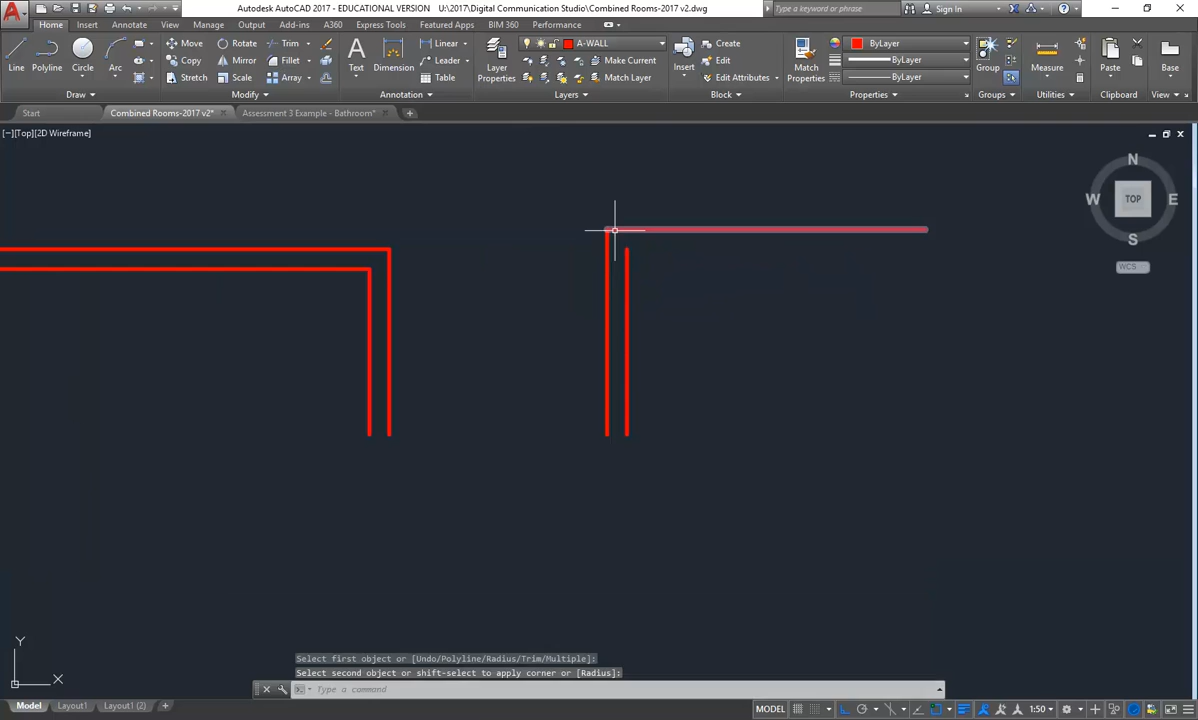 Autodesk AutoCAD 2017 - EDUCATIONAL VERSION U:\2017\Digital Communication Studio\Combined Rooms-2017 v2.dwg
Type a keyword or phrase
Sign In
Home Insert Annotate View Manage Output Add-ins A360 Express Tools Featured Apps BIM 360 Performance
Line Polyline Circle Arc
Move Rotate Trim
Copy Mirror Fillet
Stretch Scale Array
Text Dimension
Linear
Leader
Table
Layer Properties
A-WALL
Make Current
Match Layer
Insert
Create
Edit
Edit Attributes
Match Properties
ByLayer
ByLayer
ByLayer
Group
Measure
Paste
Base
Draw Modify Annotation Layers Block Properties Groups Utilities Clipboard View
Start Combined Rooms-2017 v2* Assessment 3 Example - Bathroom*
[−][Top][2D Wireframe]
N
W TOP E
S
WCS
Y
X
Select first object or [Undo/Polyline/Radius/Trim/Multiple]:
Select second object or shift-select to apply corner or [Radius]:
Type a command
Model Layout1 Layout1 (2) +
MODEL
1:50